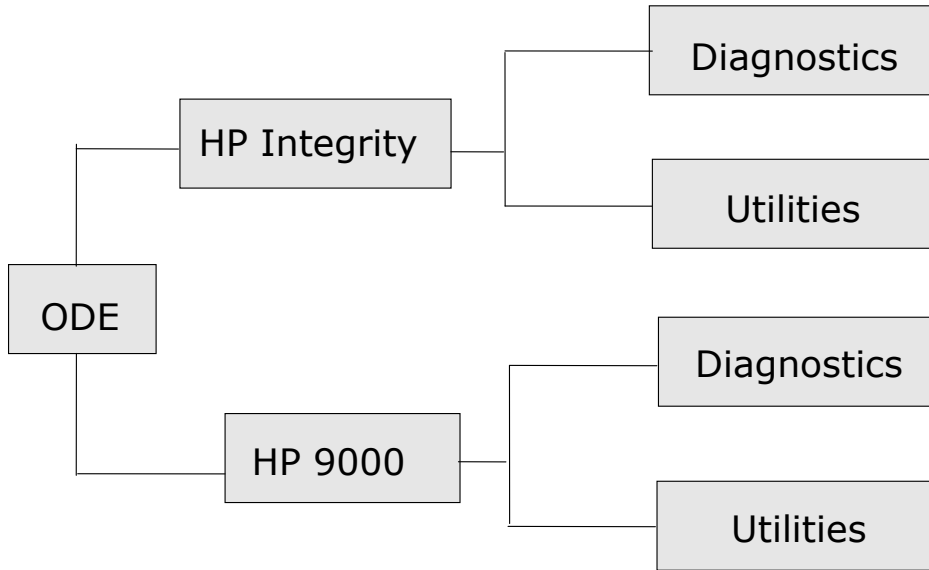 Diagnostics
HP Integrity
Utilities
ODE
Diagnostics
HP 9000
Utilities